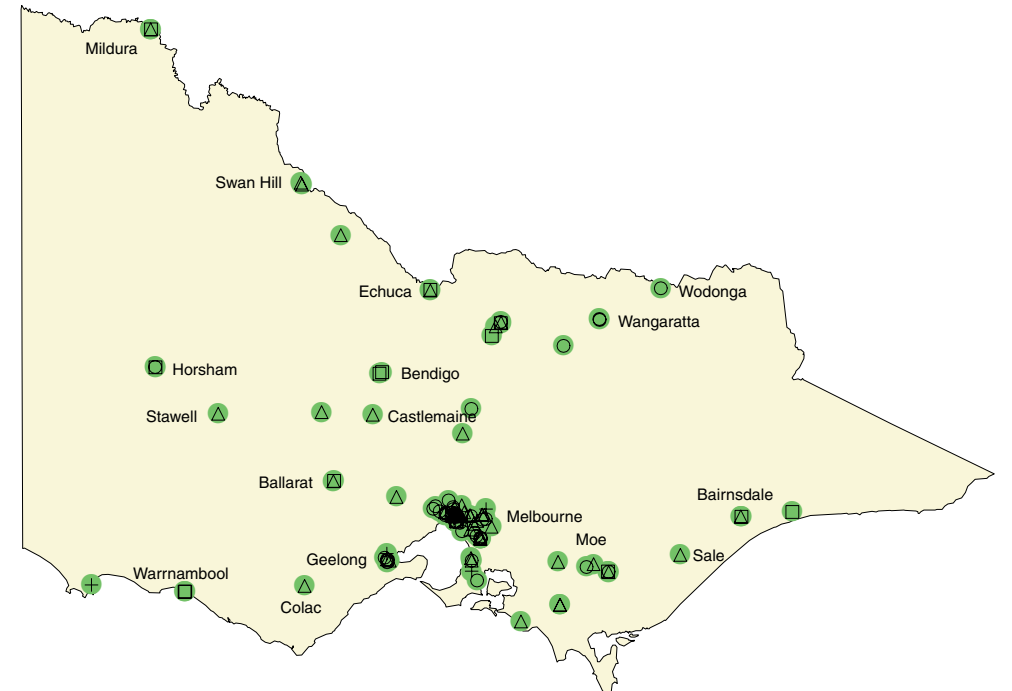 Mildura
Swan Hill
Echuca
Wodonga
Wangaratta
Horsham
Bendigo
Stawell
Castlemaine
Ballarat
Bairnsdale
Melbourne
Moe
Geelong
Sale
Warrnambool
Colac